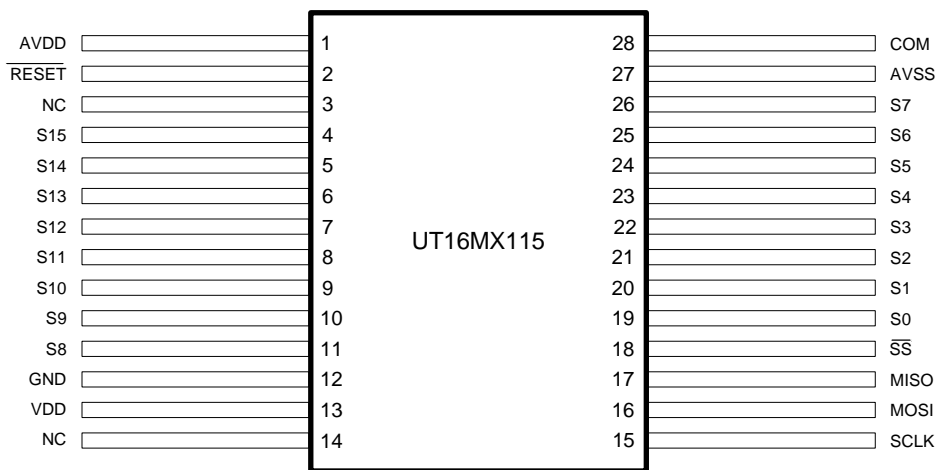 AVDD 1 28 COM
R̅E̅S̅E̅T̅ 2 27 AVSS
NC 3 26 S7
S15 4 25 S6
S14 5 24 S5
S13 6 23 S4
S12 7 22 S3
UT16MX115
S11 8 21 S2
S10 9 20 S1
S9 10 19 S0
S8 11 18 S̅S̅
GND 12 17 MISO
VDD 13 16 MOSI
NC 14 15 SCLK